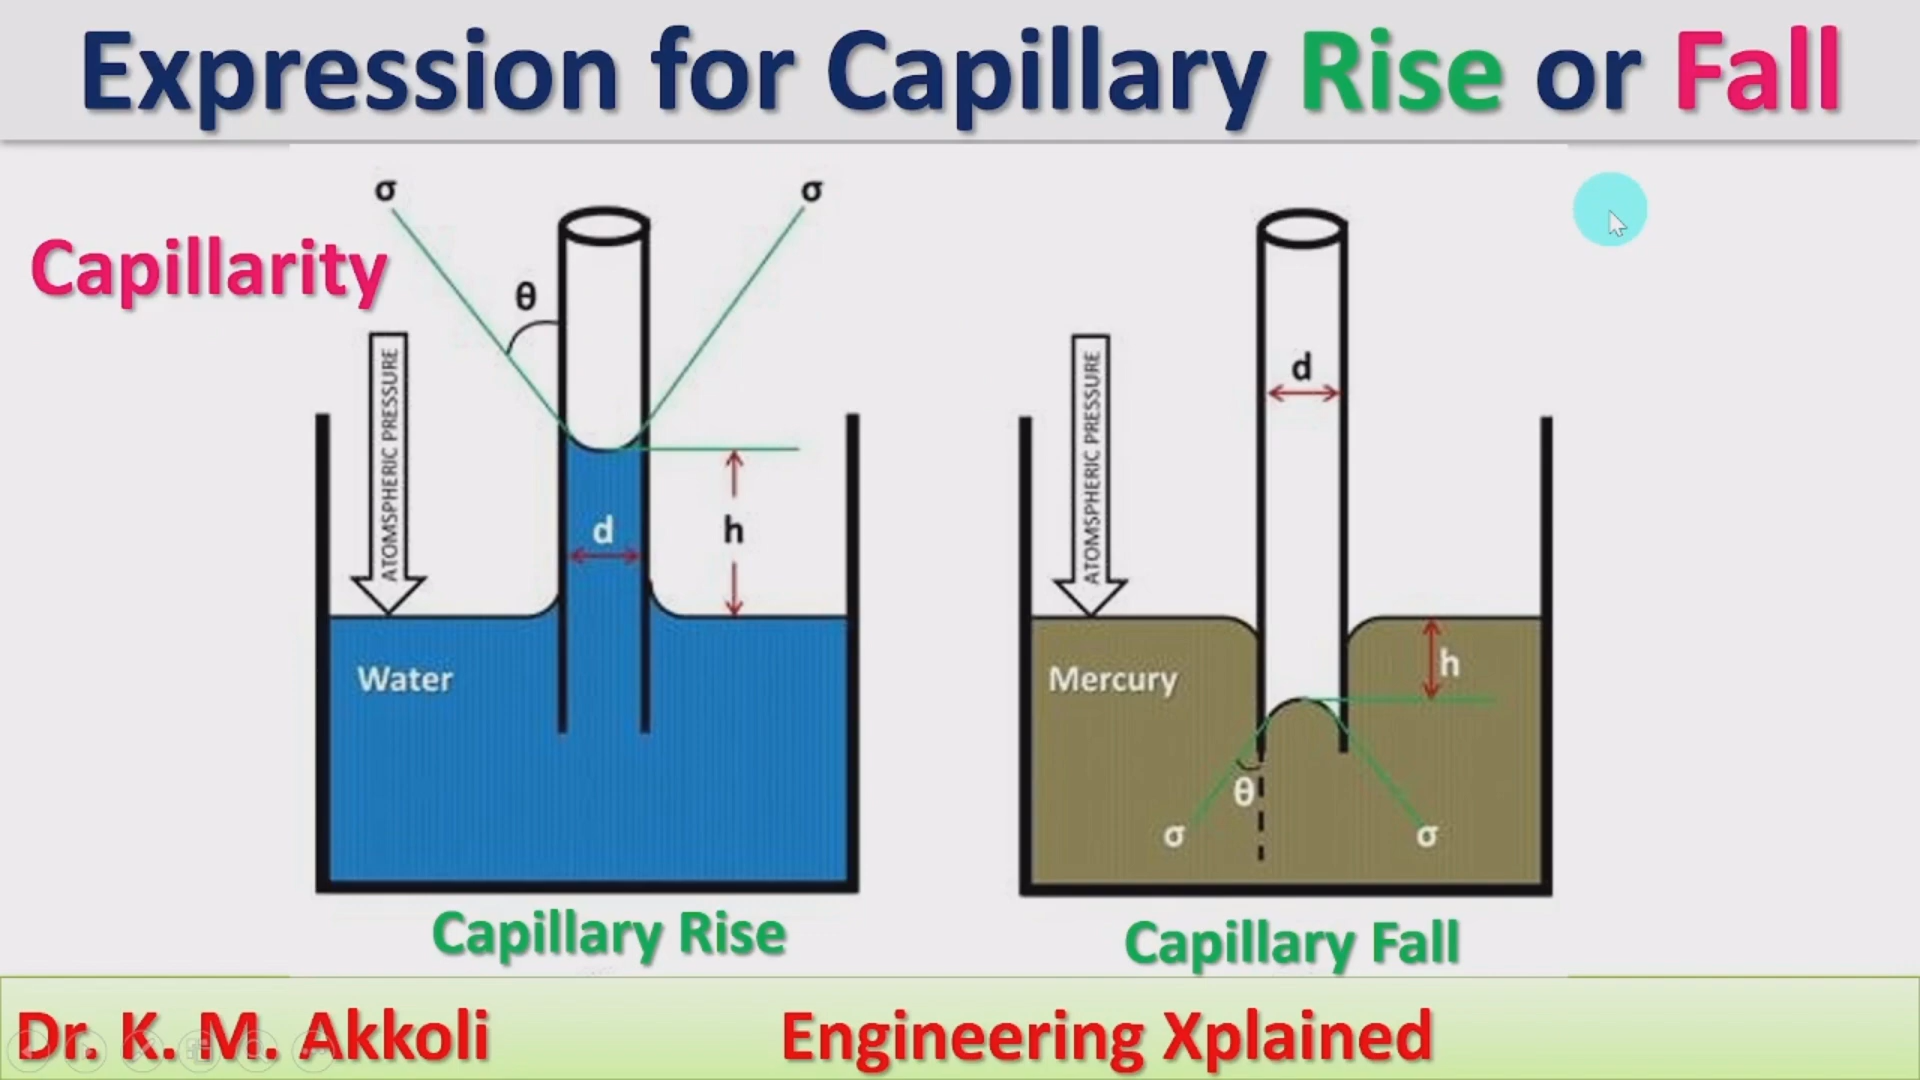 Expression for Capillary Rise or Fall
σ
σ
Capillarity
θ
ATOMSPHERIC PRESSURE
d
h
Water
Capillary Rise
d
ATOMSPHERIC PRESSURE
h
Mercury
θ
σ
σ
Capillary Fall
Dr. K. M. Akkoli
Engineering Xplained